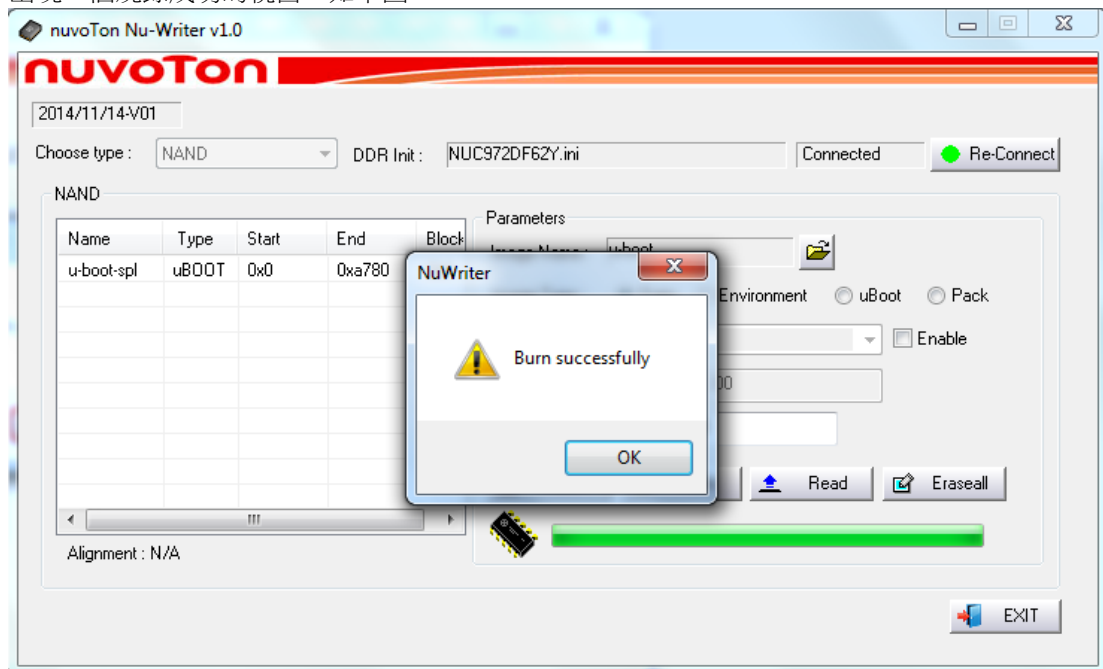 nuvoTon Nu-Writer v1.0
nuvoTon
2014/11/14-V01
Choose type : NAND DDR Init : NUC972DF62Y.ini Connected Re-Connect
NAND
Parameters
Name Type Start End Block
u-boot-spl uBOOT 0x0 0xa780
u-boot
NuWriter
Environment uBoot Pack
Burn successfully
Enable
00
OK
Read Eraseall
Alignment : N/A
EXIT